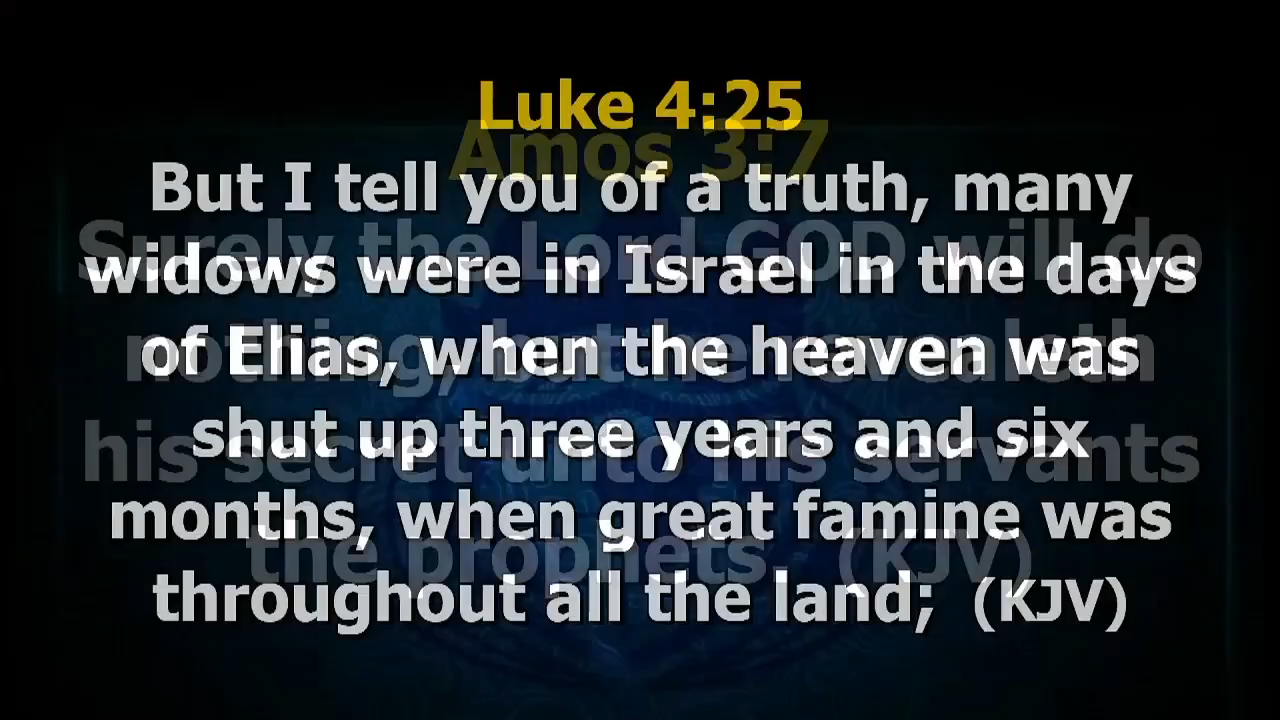 Luke 4:25
But I tell you of a truth, many
widows were in Israel in the days
of Elias, when the heaven was
shut up three years and six
months, when great famine was
throughout all the land; (KJV)
Amos 3:7
Surely the Lord GOD will do
nothing, but he revealeth
his secret unto his servants
the prophets. (KJV)